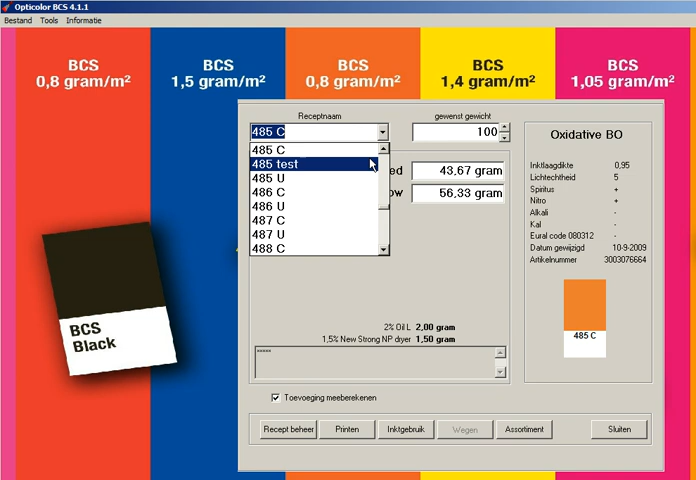 Opticolor BCS 4.1.1
Bestand Tools Informatie
BCS
0,8 gram/m²
BCS
1,5 gram/m²
BCS
0,8 gram/m²
BCS
1,4 gram/m²
BCS
1,05 gram/m²
Receptnaam
gewenst gewicht
485 C
100
485 C
485 test
485 U
486 C
486 U
487 C
487 U
488 C
ed 43,67 gram
ow 56,33 gram
Oxidative BO
Inktlaagdikte 0,95
Lichtechtheid 5
Spiritus +
Nitro +
Alkali -
Kal -
Eural code 080312 -
Datum gewijzigd 10-9-2009
Artikelnummer 3003076664
485 C
BCS
Black
2% Oil L 2,00 gram
1,5% New Strong NP dryer 1,50 gram
*****
Toevoeging meeberekenen
Recept beheer Printen Inktgebruik Wegen Assortiment Sluiten